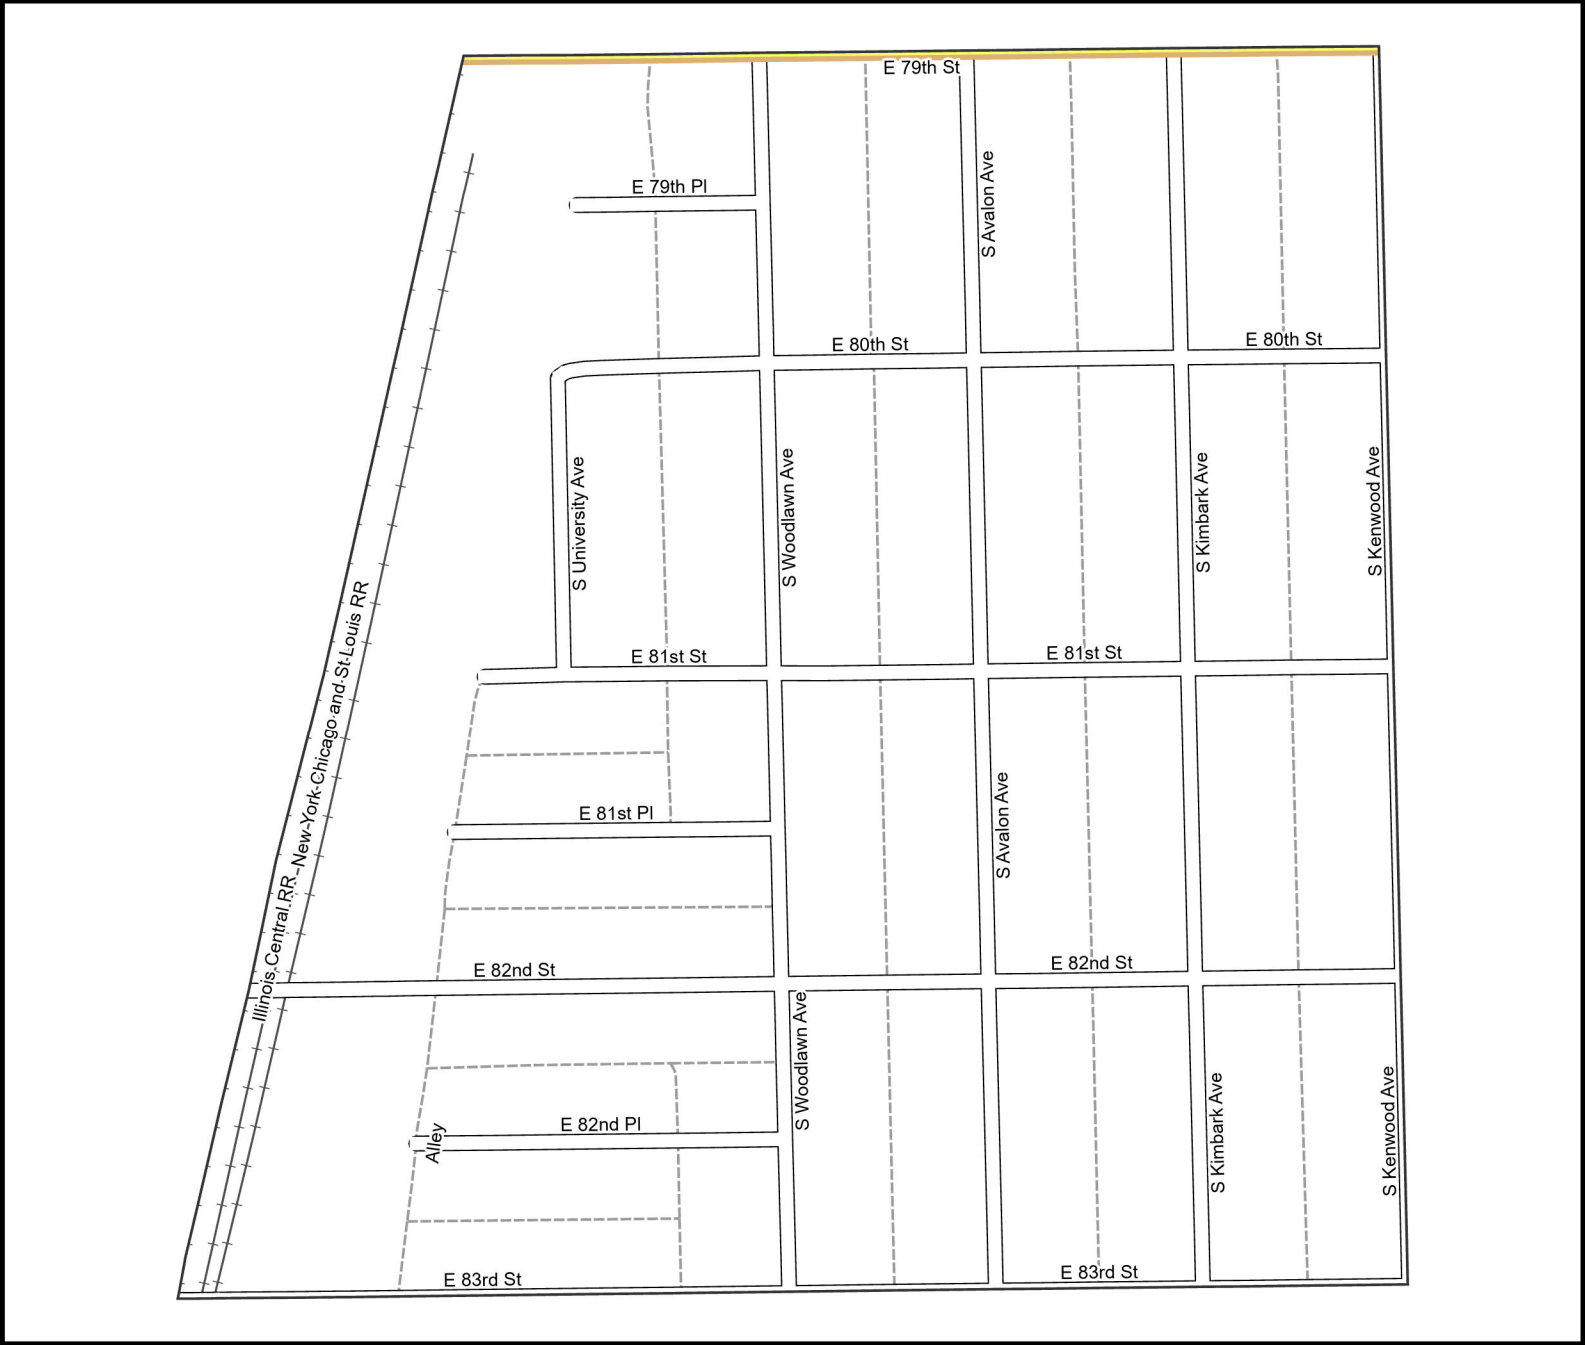 E 79th St
E 79th Pl
S Avalon Ave
E 80th St
E 80th St
S University Ave
S Woodlawn Ave
S Kimbark Ave
S Kenwood Ave
E 81st St
E 81st St
Illinois Central RR - New York Chicago and St Louis RR
E 81st Pl
S Avalon Ave
E 82nd St
E 82nd St
S Woodlawn Ave
E 82nd Pl
Alley
S Kimbark Ave
S Kenwood Ave
E 83rd St
E 83rd St